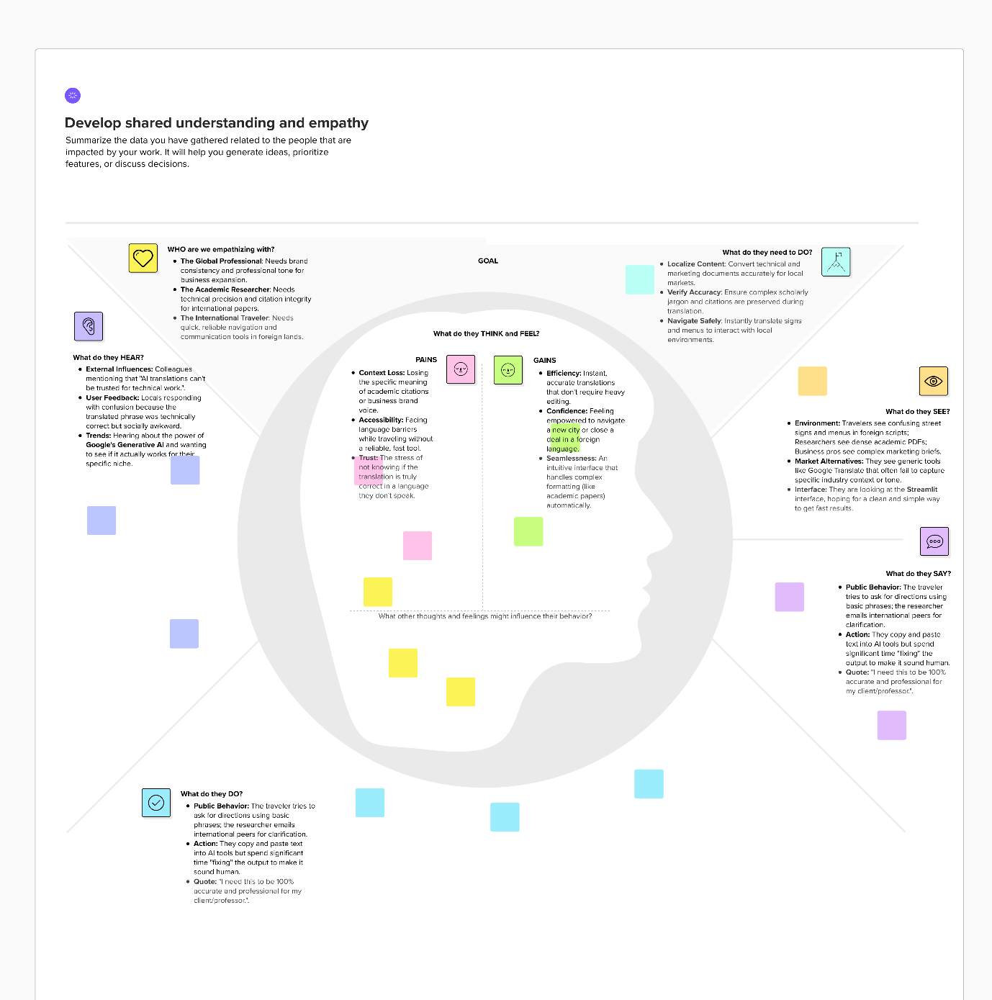 Develop shared understanding and empathy
Summarize the data you have gathered related to the people that are
impacted by your work. It will help you generate ideas, prioritize
features, or discuss decisions.
WHO are we empathizing with?
The Global Professional: Needs brand
consistency and professional tone for
business expansion.
The Academic Researcher: Needs
technical precision and citation integrity
for international papers.
The International Traveler: Needs
quick, reliable navigation and
communication tools in foreign lands.
GOAL
What do they need to DO?
Localize Content: Convert technical and
marketing documents accurately for local
markets.
Verify Accuracy: Ensure complex scholarly
jargon and citations are preserved during
translation.
Navigate Safely: Instantly translate signs
and menus to interact with local
environments.
What do they HEAR?
External Influences: Colleagues
mentioning that "AI translations can't
be trusted for technical work.".
User Feedback: Locals responding
with confusion because the
translated phrase was technically
correct but socially awkward.
Trends: Hearing about the power of
Google's Generative AI and wanting
to see if it actually works for their
specific niche.
What do they THINK and FEEL?
PAINS
Context Loss: Losing
the specific meaning
of academic citations
or business brand
voice.
Accessibility: Facing
language barriers
while traveling without
a reliable, fast tool.
Trust: The stress of
not knowing if the
translation is truly
correct in a language
they don't speak.
GAINS
Efficiency: Instant,
accurate translations
that don't require heavy
editing.
Confidence: Feeling
empowered to navigate
a new city or close a
deal in a foreign
language.
Seamlessness: An
intuitive interface that
handles complex
formatting (like
academic papers)
automatically.
What other thoughts and feelings might influence their behavior?
What do they SEE?
Environment: Travelers see confusing street
signs and menus in foreign scripts;
Researchers see dense academic PDFs;
Business pros see complex marketing briefs.
Market Alternatives: They see generic tools
like Google Translate that often fail to capture
specific industry context or tone.
Interface: They are looking at the Streamlit
interface, hoping for a clean and simple way
to get fast results.
What do they SAY?
Public Behavior: The traveler
tries to ask for directions using
basic phrases; the researcher
emails international peers for
clarification.
Action: They copy and paste
text into AI tools but spend
significant time "fixing" the
output to make it sound human.
Quote: "I need this to be 100%
accurate and professional for
my client/professor.".
What do they DO?
Public Behavior: The traveler tries to
ask for directions using basic
phrases; the researcher emails
international peers for clarification.
Action: They copy and paste text
into AI tools but spend significant
time "fixing" the output to make it
sound human.
Quote: "I need this to be 100%
accurate and professional for my
client/professor.".